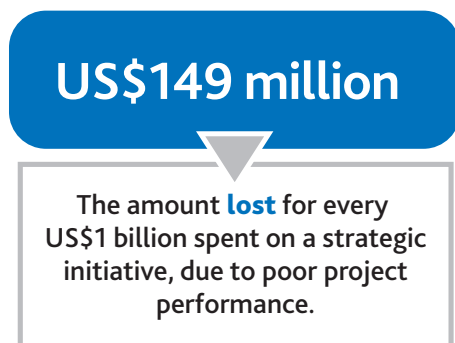 US$149 million
The amount lost for every
US$1 billion spent on a strategic
initiative, due to poor project
performance.